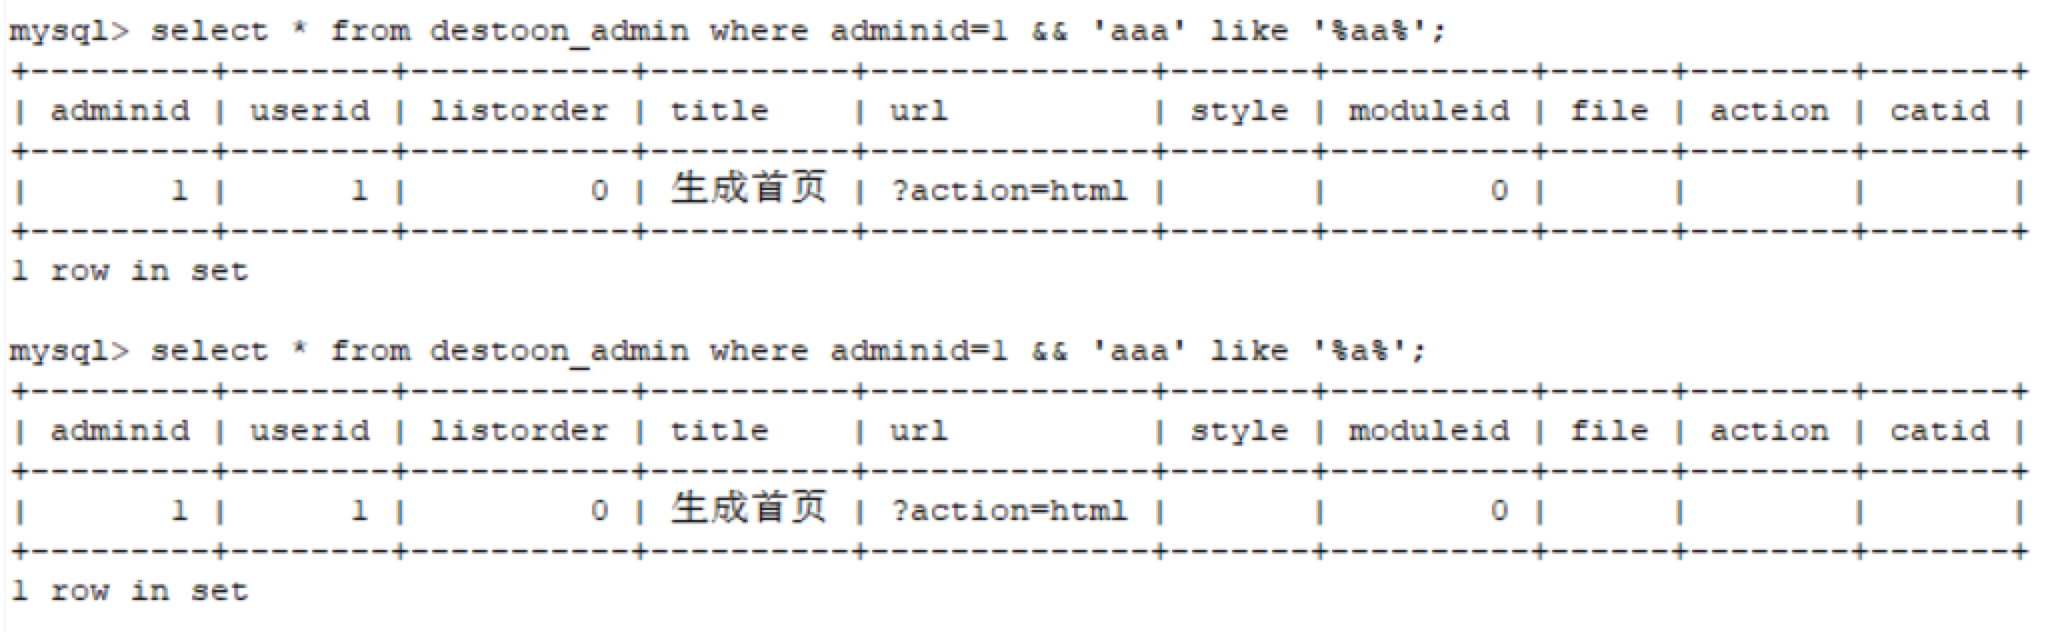 mysql> select * from destoon_admin where adminid=1 && 'aaa' like '%aa%';
+---------+--------+-----------+----------+--------------+-------+----------+------+--------+-------+
| adminid | userid | listorder | title    | url          | style | moduleid | file | action | catid |
+---------+--------+-----------+----------+--------------+-------+----------+------+--------+-------+
|       1 |      1 |         0 | 生成首页 | ?action=html |       |        0 |      |        |       |
+---------+--------+-----------+----------+--------------+-------+----------+------+--------+-------+
1 row in set
mysql> select * from destoon_admin where adminid=1 && 'aaa' like '%a%';
+---------+--------+-----------+----------+--------------+-------+----------+------+--------+-------+
| adminid | userid | listorder | title    | url          | style | moduleid | file | action | catid |
+---------+--------+-----------+----------+--------------+-------+----------+------+--------+-------+
|       1 |      1 |         0 | 生成首页 | ?action=html |       |        0 |      |        |       |
+---------+--------+-----------+----------+--------------+-------+----------+------+--------+-------+
1 row in set